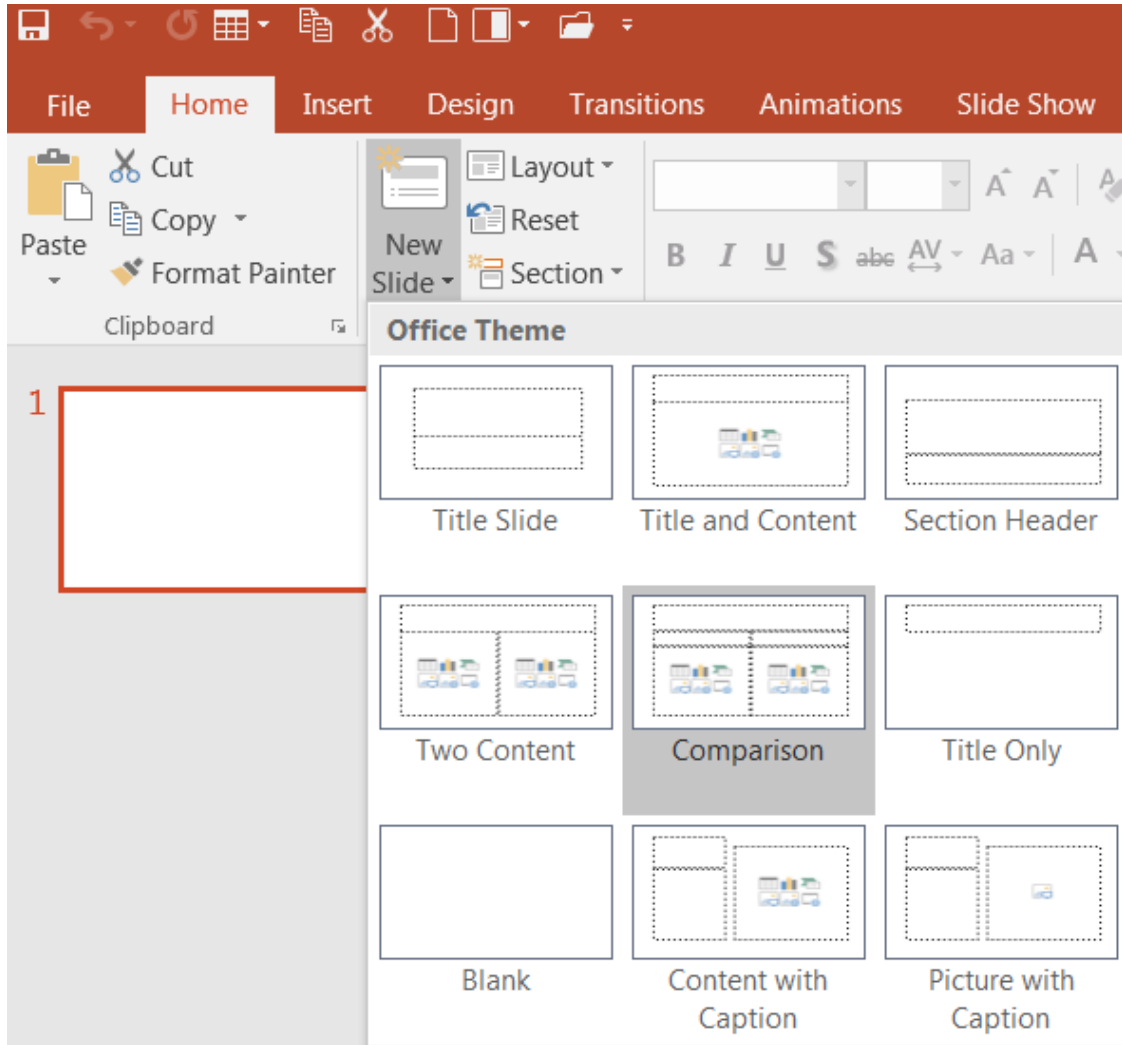 File Home Insert Design Transitions Animations Slide Show
Cut
Copy
Format Painter
Paste
Clipboard
New
Slide
Layout
Reset
Section
B I U S abc AV Aa A
A A A
Office Theme
1
Title Slide
Title and Content
Section Header
Two Content
Comparison
Title Only
Blank
Content with
Caption
Picture with
Caption